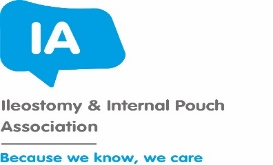 IA
Ileostomy & Internal Pouch
Association
Because we know, we care